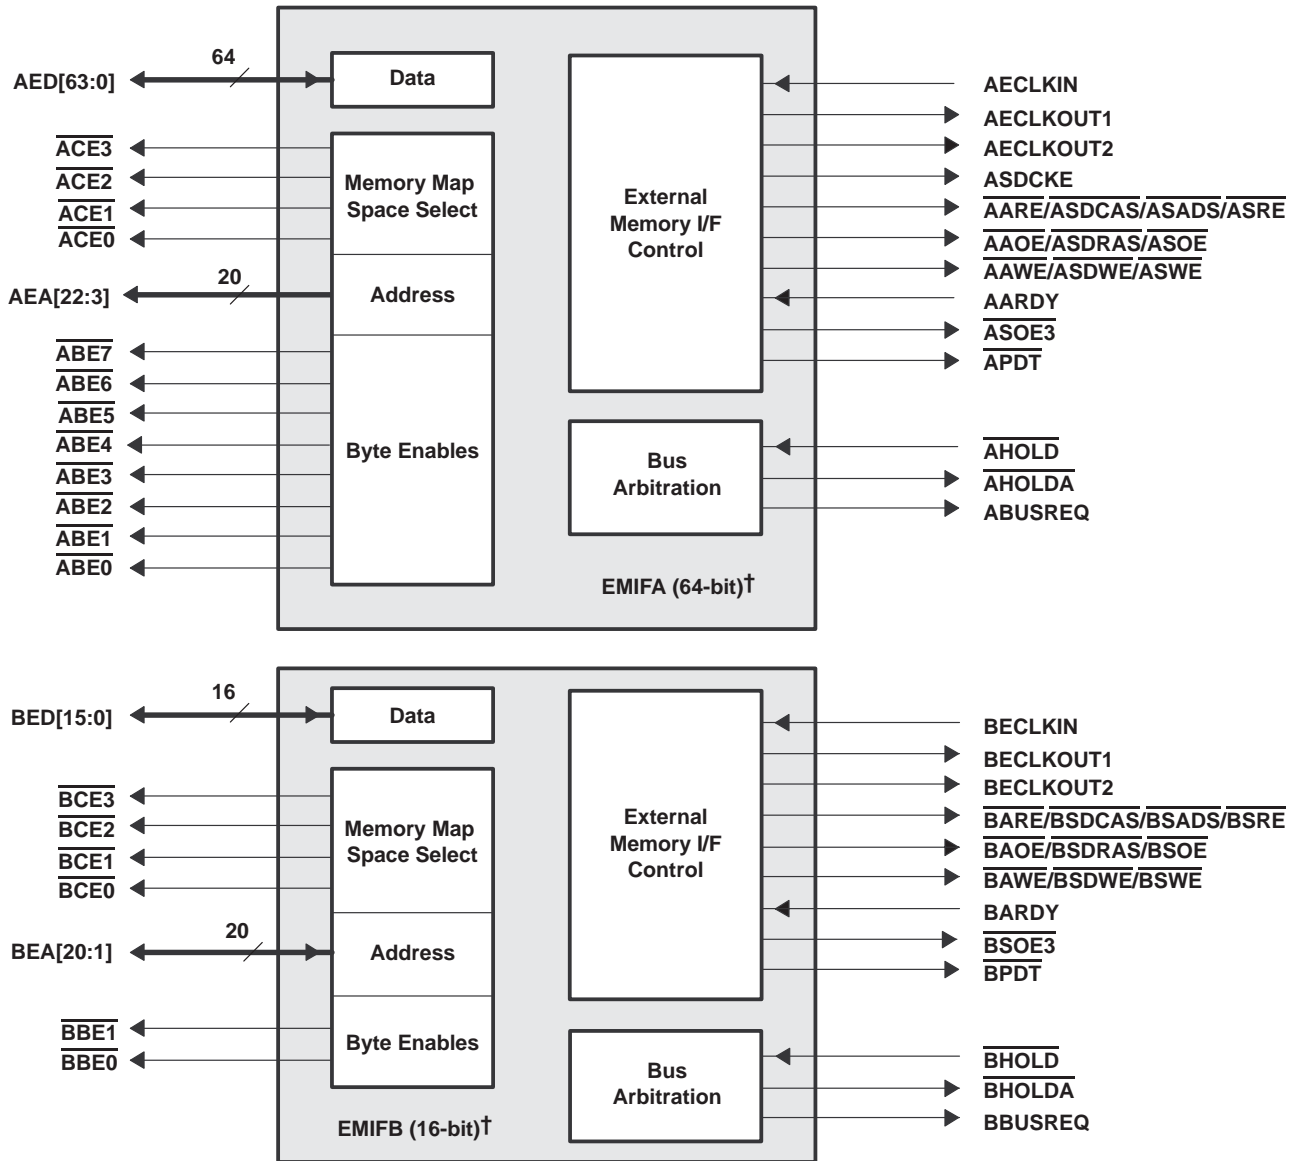 64
AED[63:0]
Data
ACE3
ACE2
ACE1
ACE0
Memory Map
Space Select
20
AEA[22:3]
Address
ABE7
ABE6
ABE5
ABE4
ABE3
ABE2
ABE1
ABE0
Byte Enables
External
Memory I/F
Control
AECLKIN
AECLKOUT1
AECLKOUT2
ASDCKE
AARE/ASDCAS/ASADS/ASRE
AAOE/ASDRAS/ASOE
AAWE/ASDWE/ASWE
AARDY
ASOE3
APDT
Bus
Arbitration
AHOLD
AHOLDA
ABUSREQ
EMIFA (64-bit)†
16
BED[15:0]
Data
BCE3
BCE2
BCE1
BCE0
Memory Map
Space Select
20
BEA[20:1]
Address
BBE1
BBE0
Byte Enables
External
Memory I/F
Control
BECLKIN
BECLKOUT1
BECLKOUT2
BARE/BSDCAS/BSADS/BSRE
BAOE/BSDRAS/BSOE
BAWE/BSDWE/BSWE
BARDY
BSOE3
BPDT
Bus
Arbitration
BHOLD
BHOLDA
BBUSREQ
EMIFB (16-bit)†